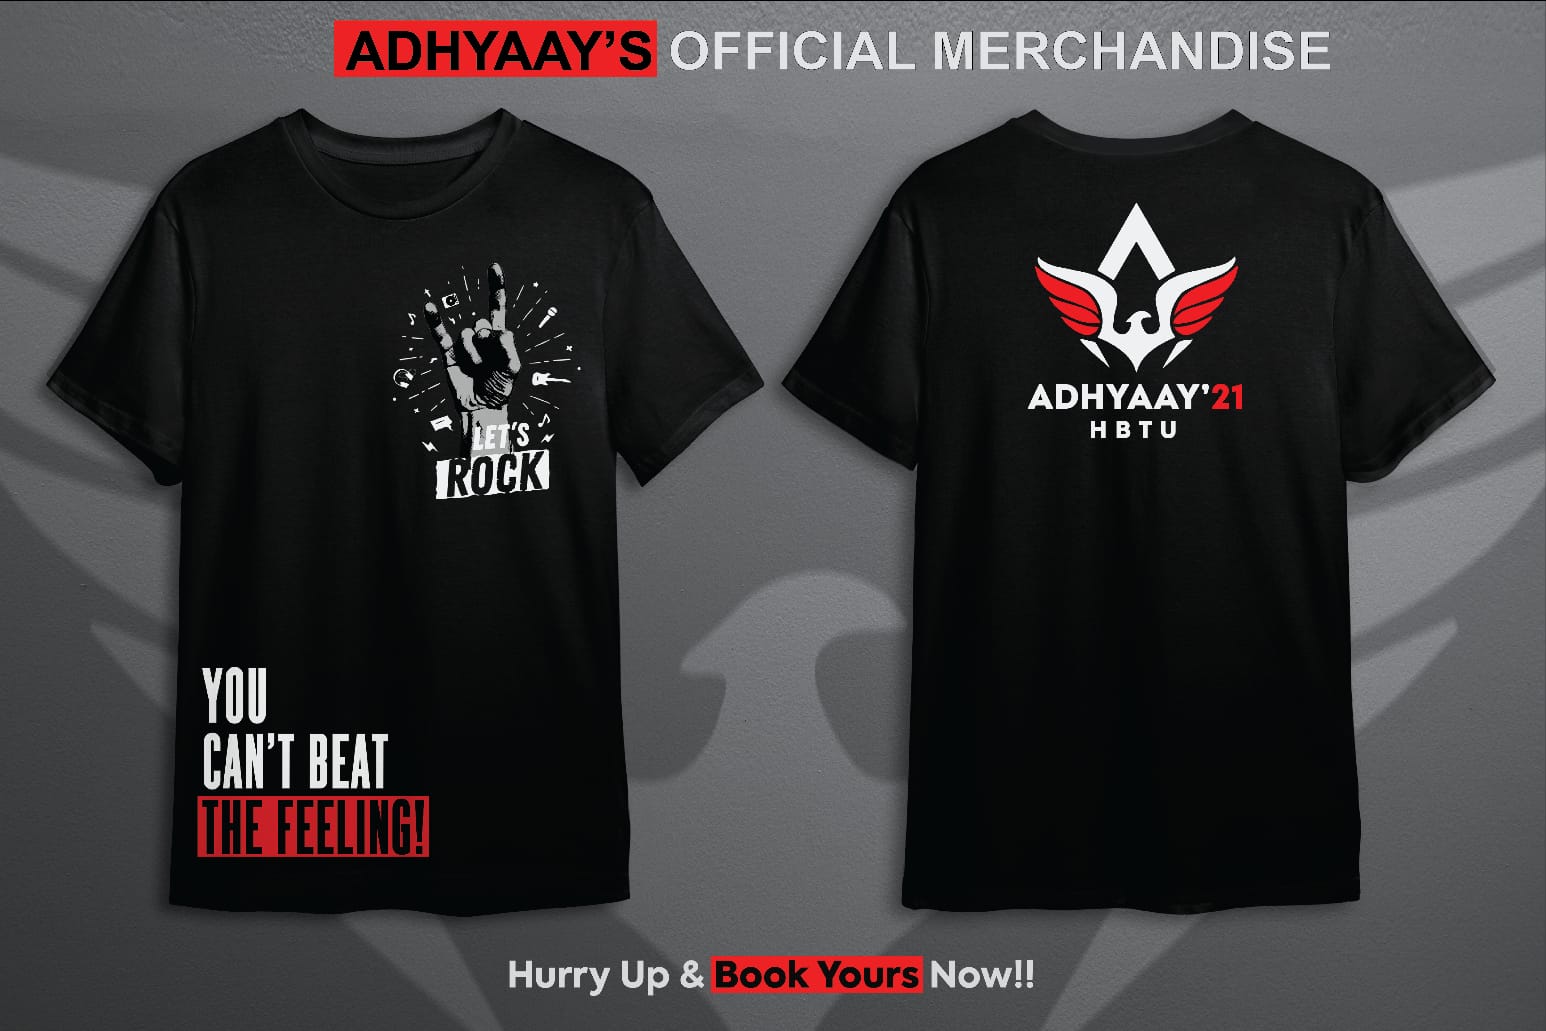 ADHYAAY’S OFFICIAL MERCHANDISE
LET'S
ROCK
YOU
CAN’T BEAT
THE FEELING!
ADHYAAY’21
HBTU
Hurry Up & Book Yours Now!!